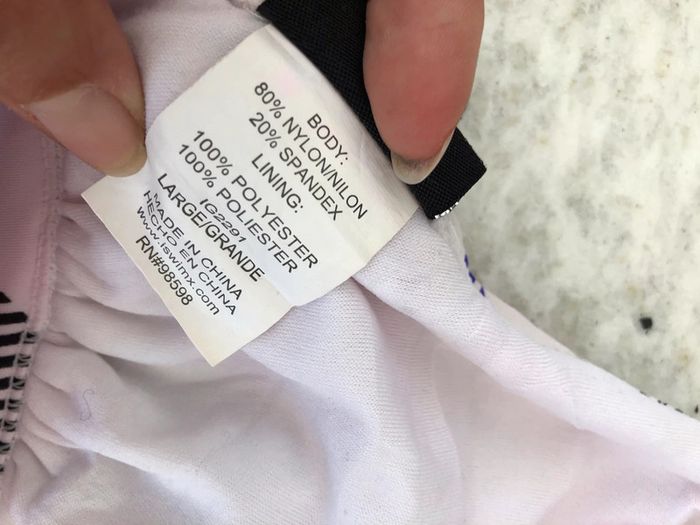 BODY:
80% NYLON/NILON
20% SPANDEX
LINING:
100% POLYESTER
100% POLIESTER
IG2291
LARGE/GRANDE
MADE IN CHINA
HECHO EN CHINA
www.iswimx.com
RN#98598